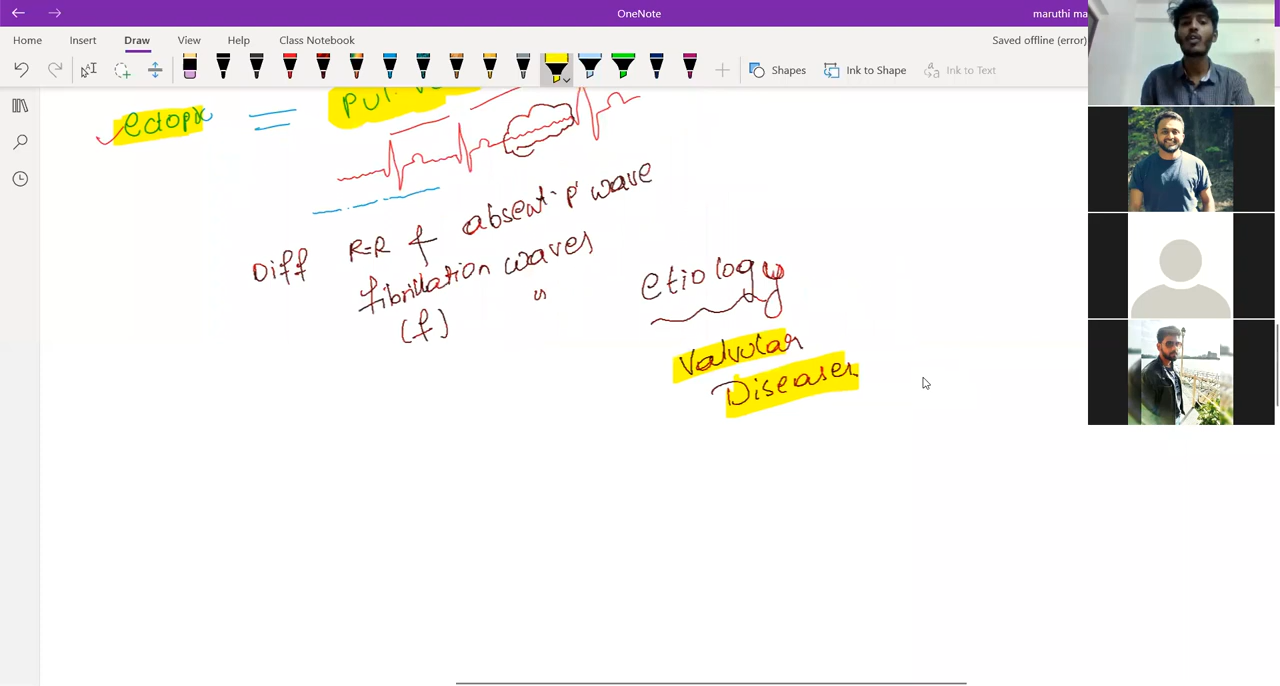 OneNote
maruthi ma
Home Insert Draw View Help Class Notebook
Saved offline (error)
Shapes Ink to Shape Ink to Text
Ectopic =
Diff R-R & absent 'P' wave
fibrillation waves
(f)
etiology
Valvular
Diseases